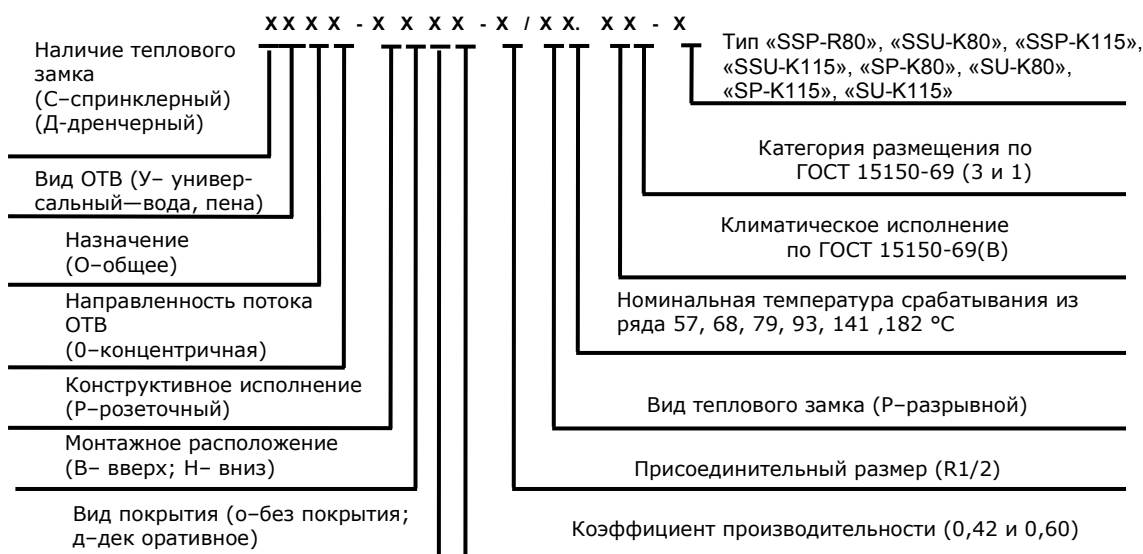 XXXX - XXXX - X / XX. XX - X
Наличие теплового
замка
(С–спринклерный)
(Д-дренчерный)
Вид ОТВ (У– универ-
сальный—вода, пена)
Назначение
(О–общее)
Направленность потока
ОТВ
(0–концентричная)
Конструктивное исполнение
(Р–розеточный)
Монтажное расположение
(В– вверх; Н– вниз)
Вид покрытия (о–без покрытия;
д–дек оративное)
Тип «SSP-R80», «SSU-K80», «SSP-K115»,
«SSU-K115», «SP-K80», «SU-K80»,
«SP-K115», «SU-K115»
Категория размещения по
ГОСТ 15150-69 (3 и 1)
Климатическое исполнение
по ГОСТ 15150-69(В)
Номинальная температура срабатывания из
ряда 57, 68, 79, 93, 141 ,182 °С
Вид теплового замка (Р–разрывной)
Присоединительный размер (R1/2)
Коэффициент производительности (0,42 и 0,60)